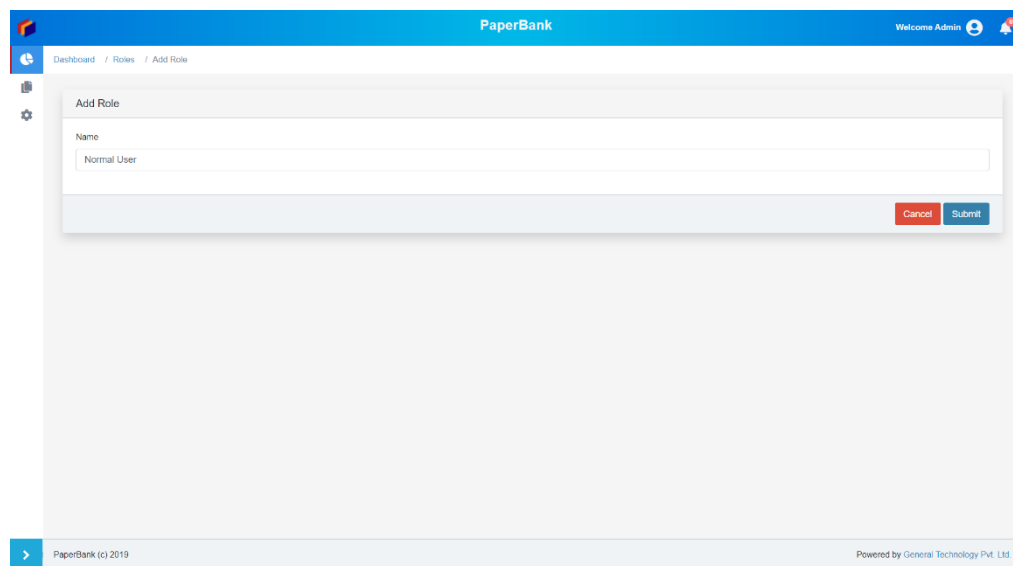 PaperBank
Welcome Admin
Dashboard / Roles / Add Role
Add Role
Name
Normal User
Cancel Submit
PaperBank (c) 2019
Powered by General Technology Pvt. Ltd.